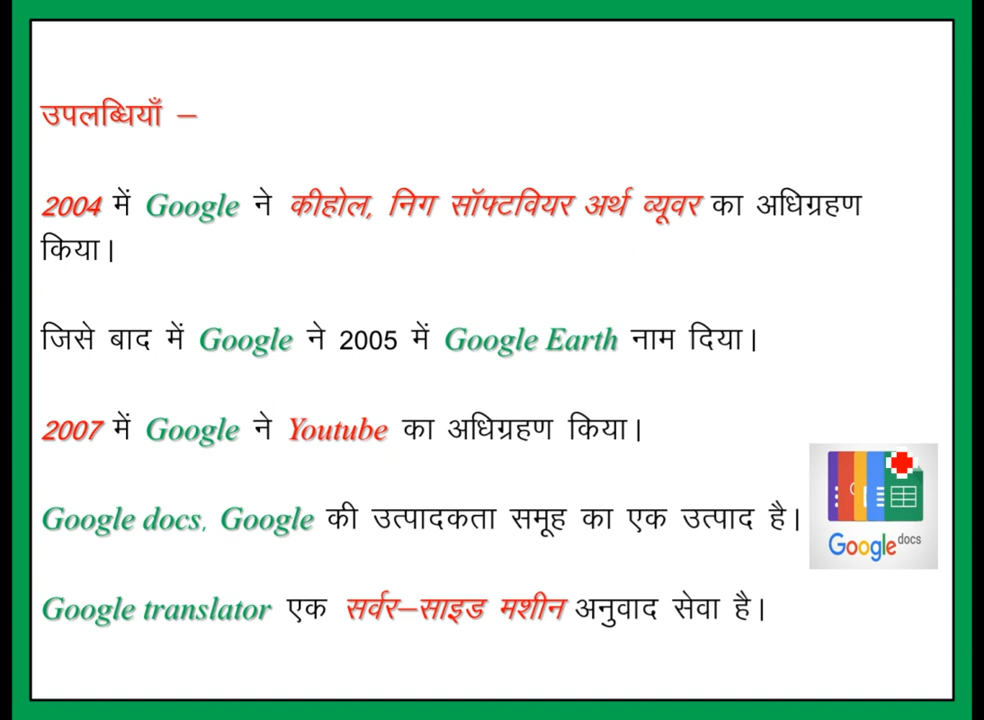 उपलब्धियाँ –
2004 में Google ने कीहोल, निग सॉफ्टवियर अर्थ व्यूवर का अधिग्रहण
किया।
जिसे बाद में Google ने 2005 में Google Earth नाम दिया।
2007 में Google ने Youtube का अधिग्रहण किया।
Google docs, Google की उत्पादकता समूह का एक उत्पाद है।
Google docs
Google translator एक सर्वर–साइड मशीन अनुवाद सेवा है।